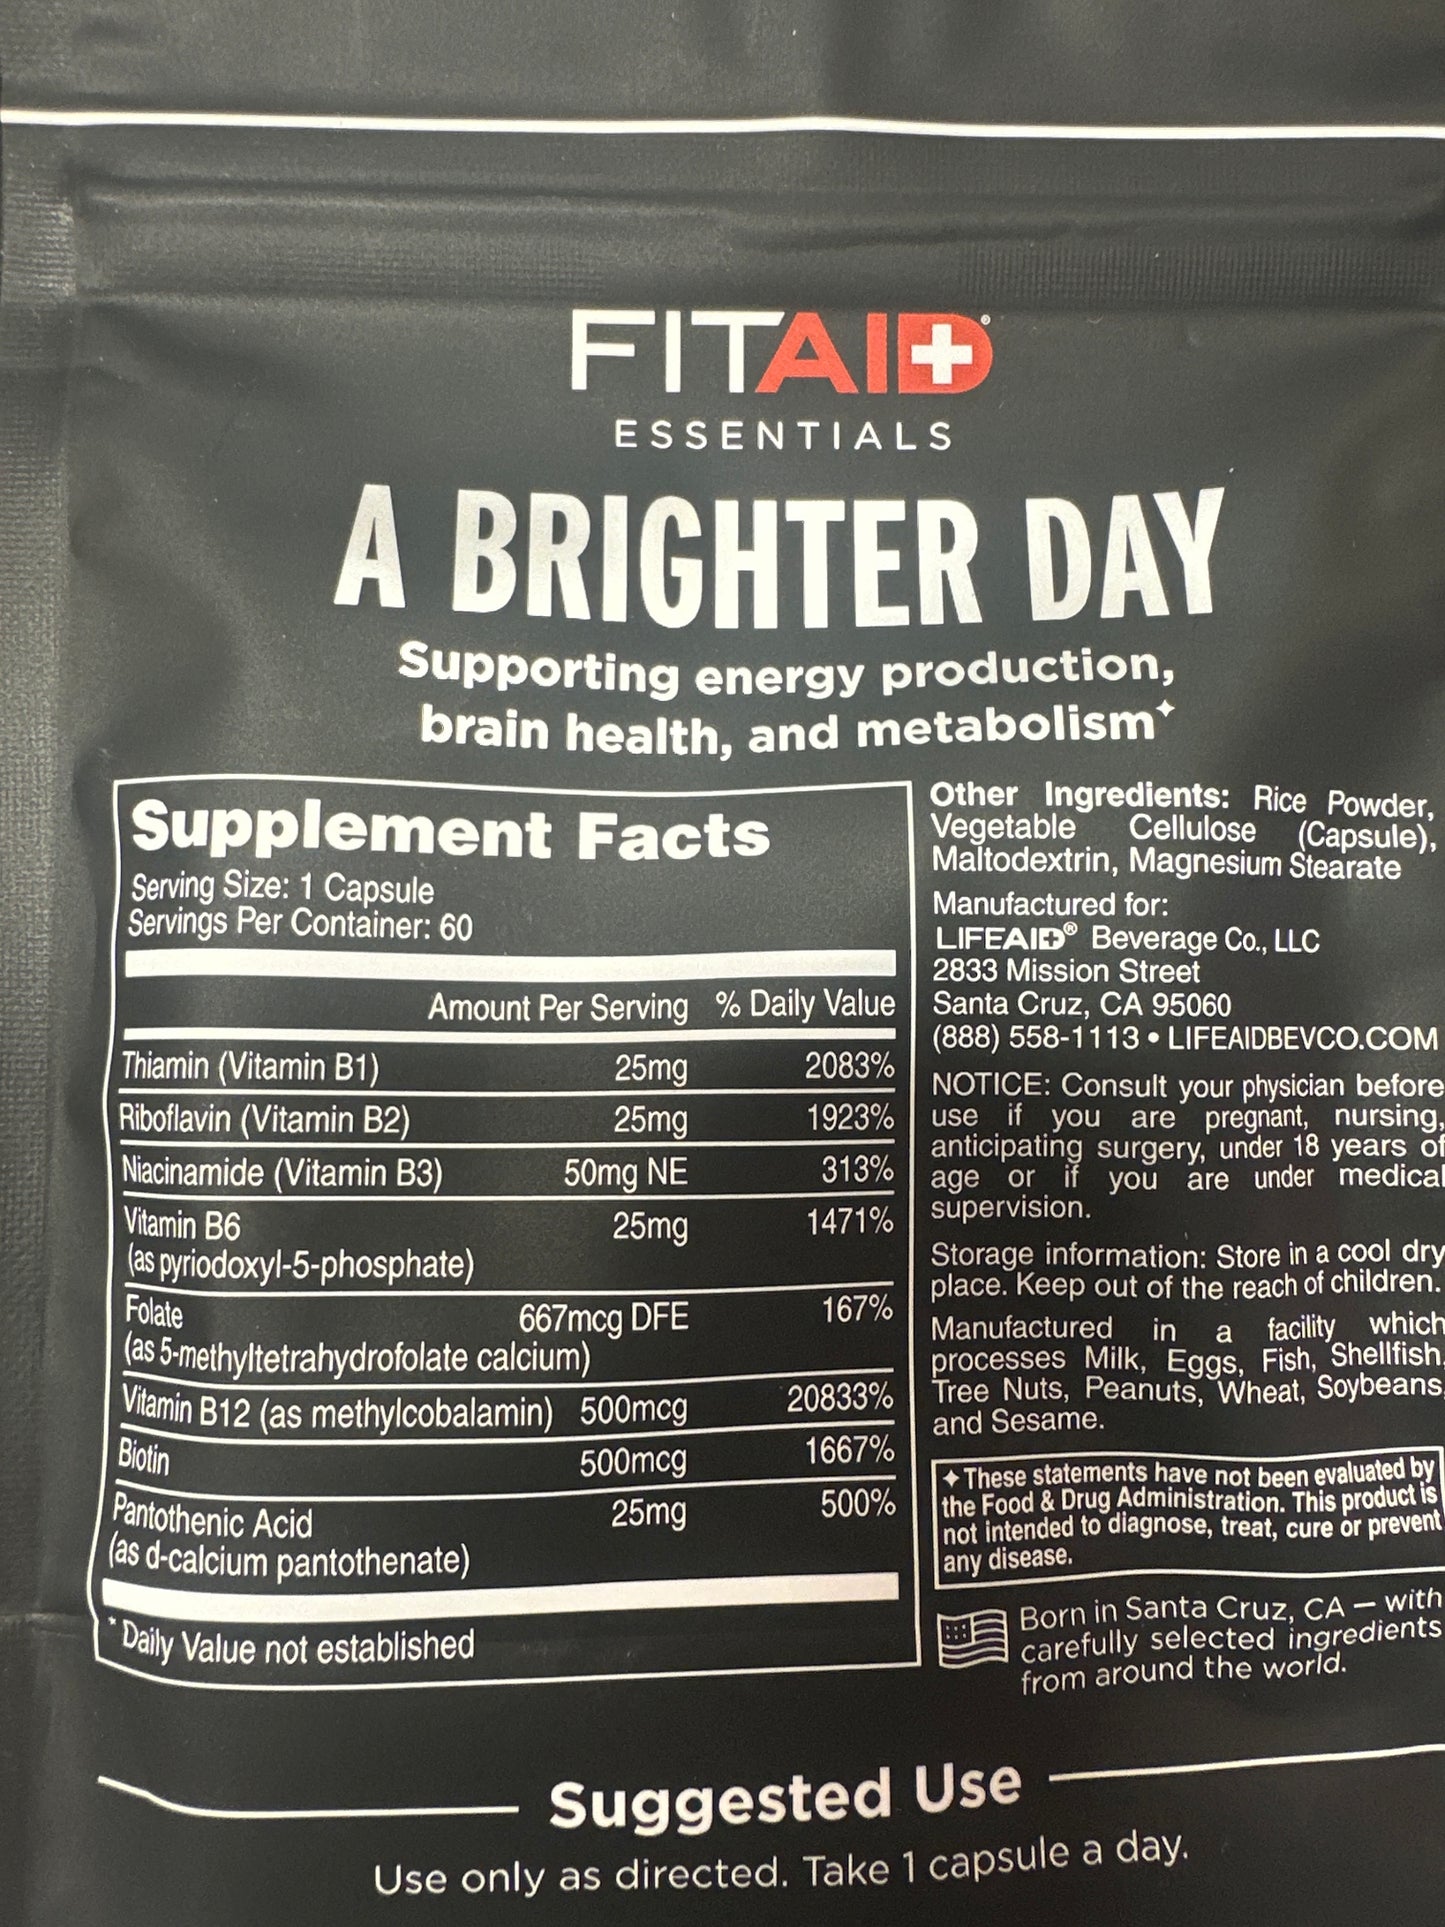 FITAID®
ESSENTIALS
A BRIGHTER DAY
Supporting energy production,
brain health, and metabolism✦
Supplement Facts
Serving Size: 1 Capsule
Servings Per Container: 60
Amount Per Serving % Daily Value
Thiamin (Vitamin B1) 25mg 2083%
Riboflavin (Vitamin B2) 25mg 1923%
Niacinamide (Vitamin B3) 50mg NE 313%
Vitamin B6 25mg 1471%
(as pyriodoxyl-5-phosphate)
Folate 667mcg DFE 167%
(as 5-methyltetrahydrofolate calcium)
Vitamin B12 (as methylcobalamin) 500mcg 20833%
Biotin 500mcg 1667%
Pantothenic Acid 25mg 500%
(as d-calcium pantothenate)
* Daily Value not established
Other Ingredients: Rice Powder,
Vegetable Cellulose (Capsule),
Maltodextrin, Magnesium Stearate
Manufactured for:
LIFEAID® Beverage Co., LLC
2833 Mission Street
Santa Cruz, CA 95060
(888) 558-1113 • LIFEAIDBEVCO.COM
NOTICE: Consult your physician before
use if you are pregnant, nursing,
anticipating surgery, under 18 years of
age or if you are under medical
supervision.
Storage information: Store in a cool dry
place. Keep out of the reach of children.
Manufactured in a facility which
processes Milk, Eggs, Fish, Shellfish,
Tree Nuts, Peanuts, Wheat, Soybeans,
and Sesame.
✦These statements have not been evaluated by
the Food & Drug Administration. This product is
not intended to diagnose, treat, cure or prevent
any disease.
Born in Santa Cruz, CA – with
carefully selected ingredients
from around the world.
Suggested Use
Use only as directed. Take 1 capsule a day.